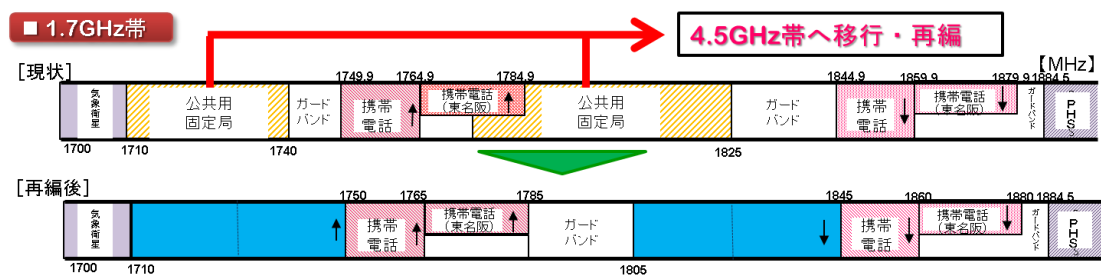 ■ 1.7GHz帯
4.5GHz帯へ移行・再編
［現状］
【MHz】
1749.9 1764.9 1784.9 1844.9 1859.9 1879.9 1884.5
気象衛星
公共用
固定局
ガード
バンド
携帯
電話
↑
携帯電話
（東名阪）
↑
公共用
固定局
ガード
バンド
携帯
電話
↓
携帯電話
（東名阪）
↓
ガードバンド
PHS
1700 1710 1740 1825
［再編後］
1750 1765 1785 1845 1860 1880 1884.5
気象衛星
↑
携帯
電話
↑
携帯電話
（東名阪）
↑
ガード
バンド
↓
携帯
電話
↓
携帯電話
（東名阪）
↓
ガードバンド
PHS
1700 1710 1805